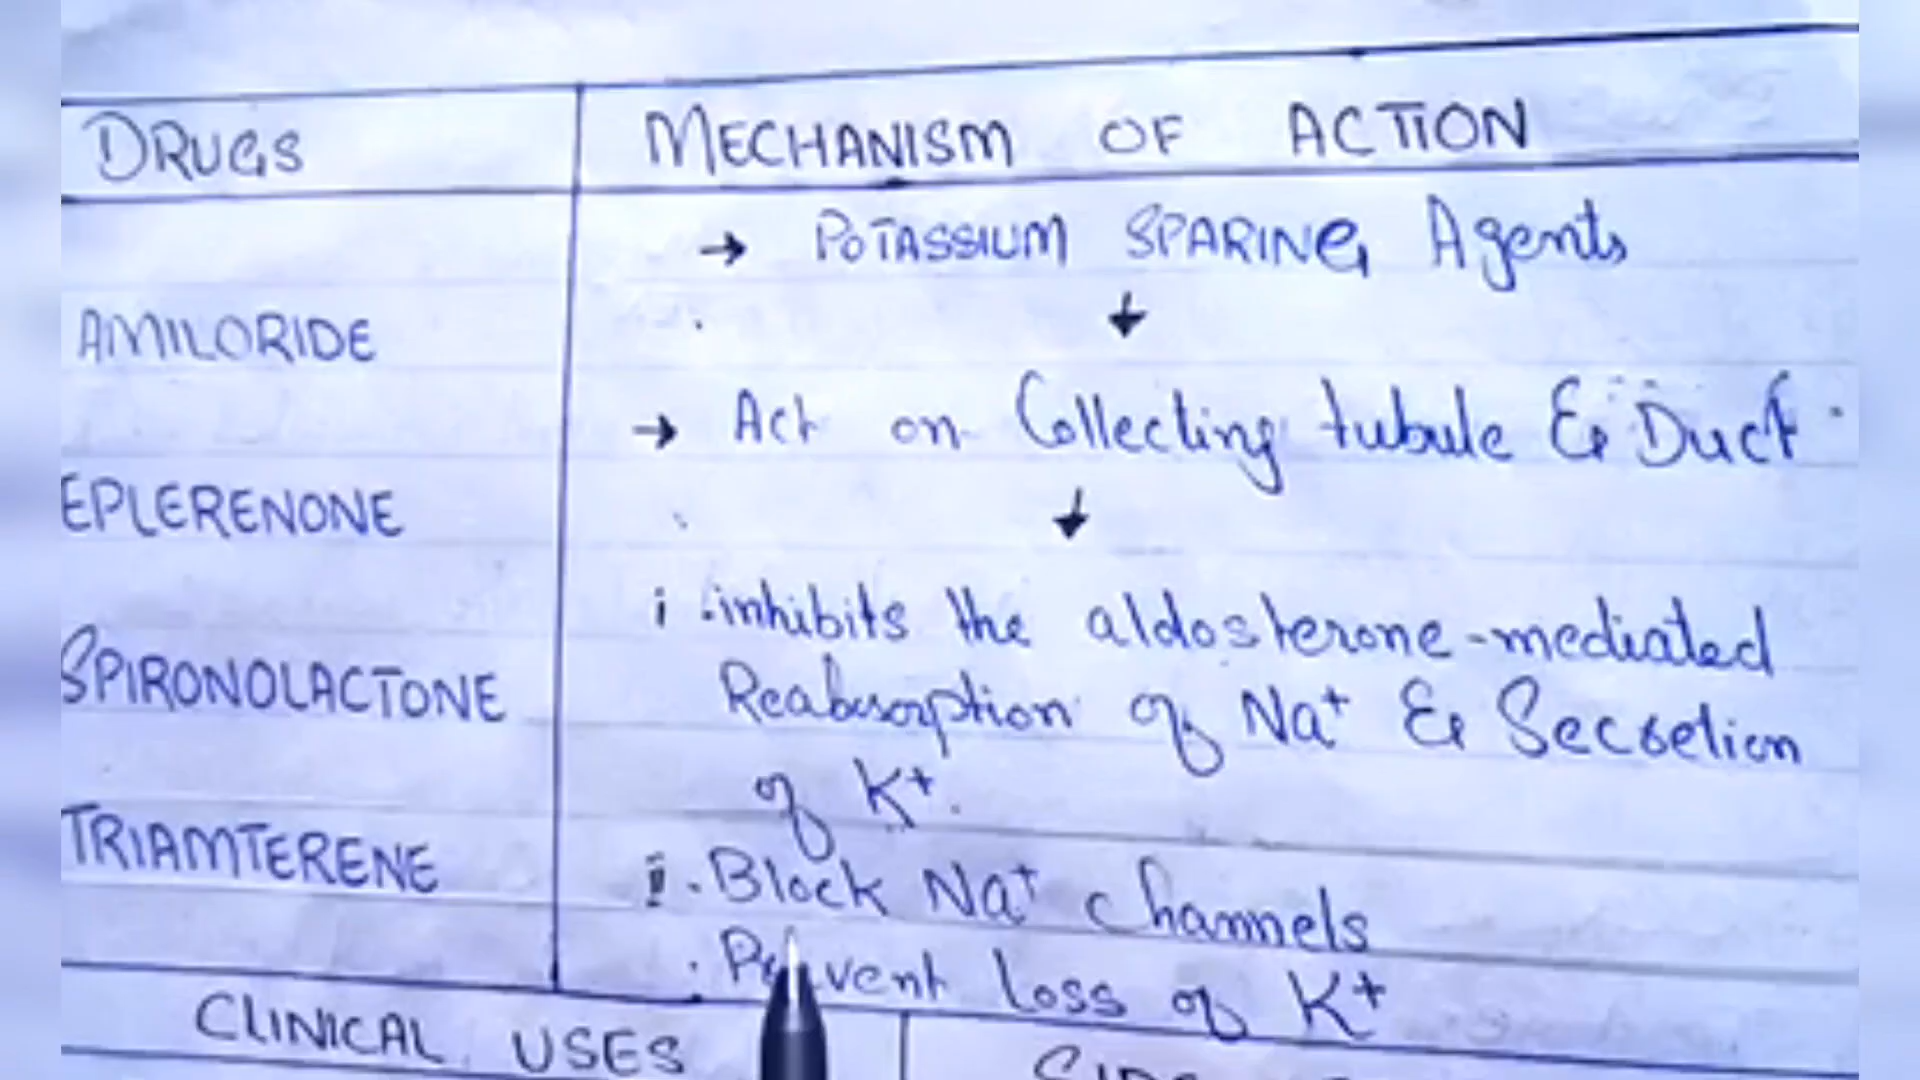 DRUGS
MECHANISM OF ACTION
→ POTASSIUM SPARING Agents
↓
AMILORIDE
→ Act on Collecting tubule & Duct.
↓
EPLERENONE
i .inhibits the aldosterone-mediated
Reabsorption of Na+ & Secretion
of K+.
SPIRONOLACTONE
TRIAMTERENE
i. Block Na+ channels
. Prevent loss of K+
CLINICAL USES